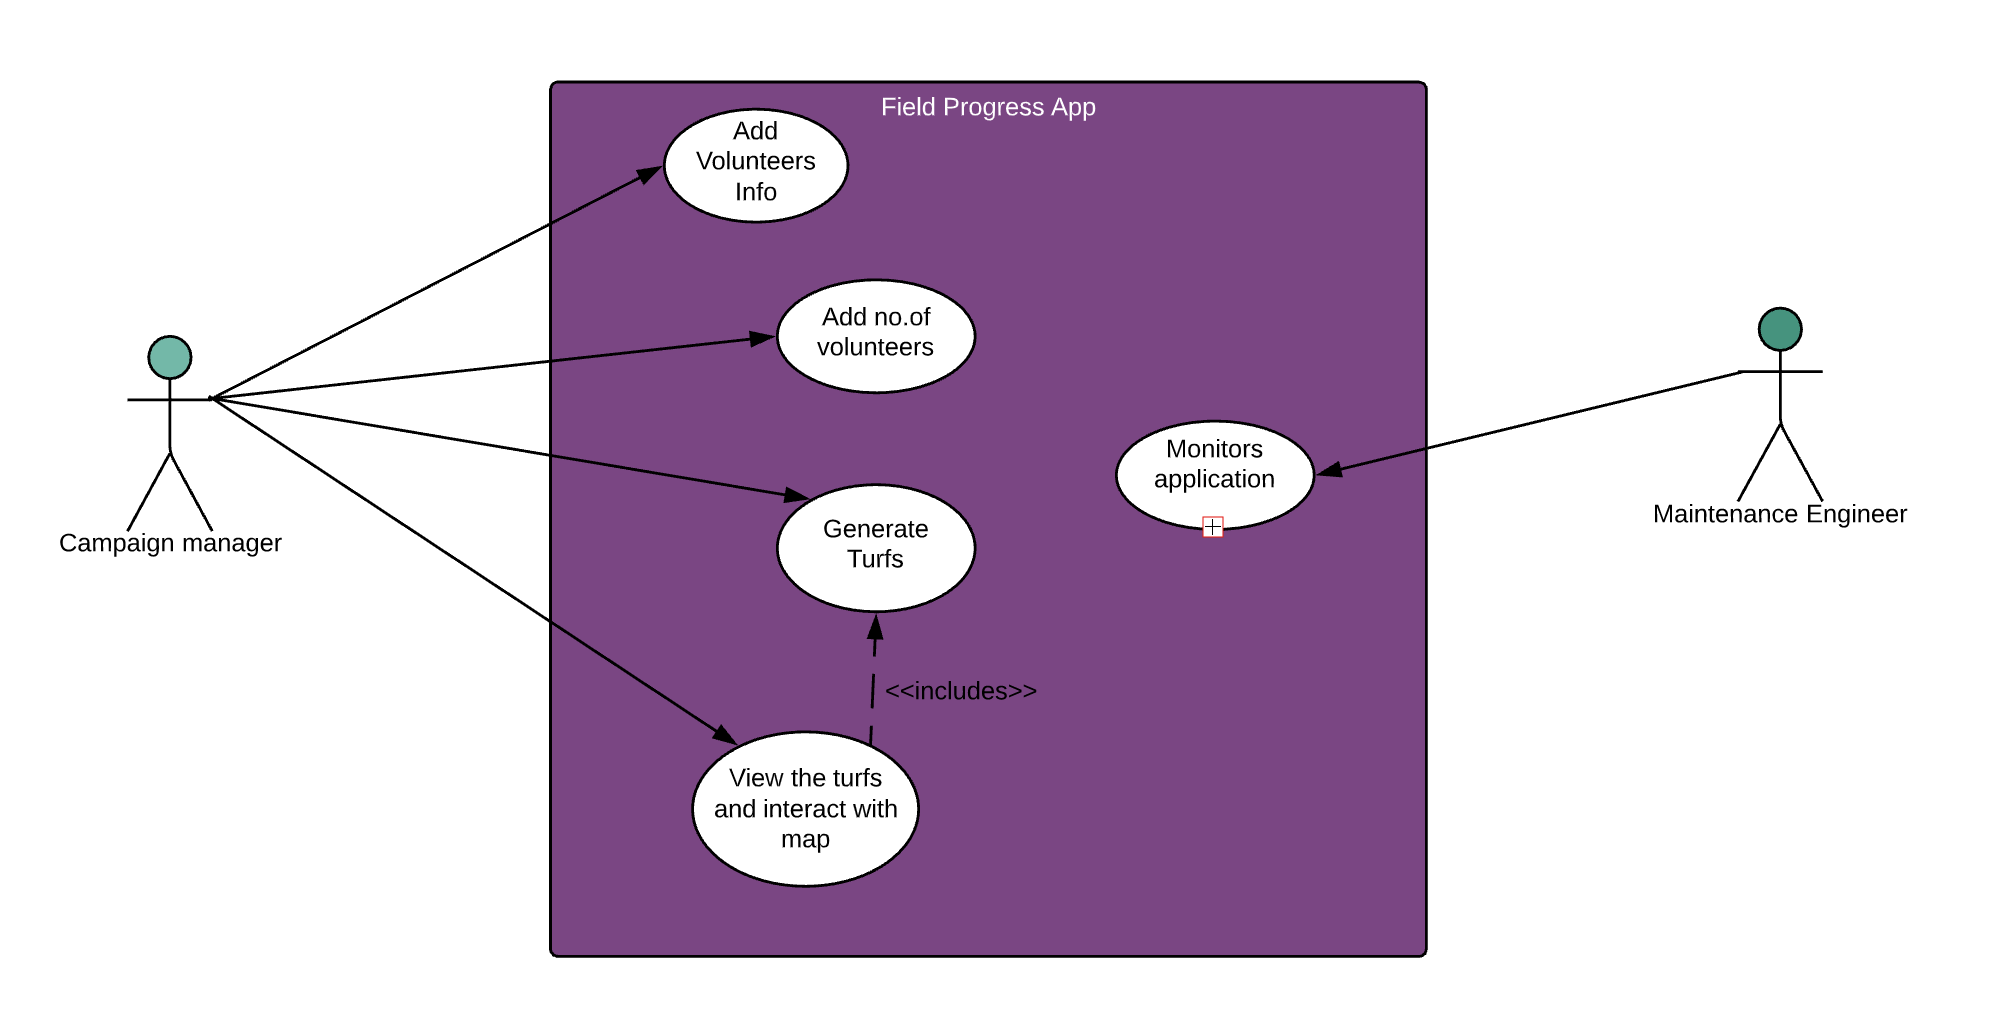 Field Progress App
Add
Volunteers
Info
Add no.of
volunteers
Monitors
application
Generate
Turfs
<<includes>>
View the turfs
and interact with
map
Campaign manager
Maintenance Engineer